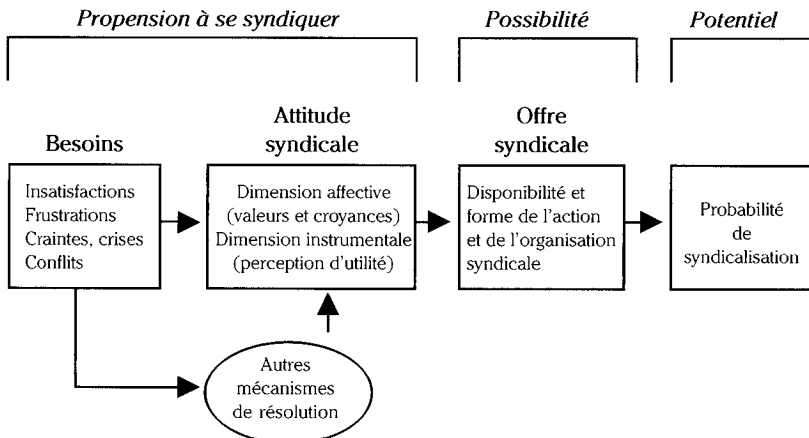 Propension à se syndiquer
Possibilité
Potentiel
Besoins
Attitude
syndicale
Offre
syndicale
Insatisfactions
Frustrations
Craintes, crises
Conflits
Dimension affective
(valeurs et croyances)
Dimension instrumentale
(perception d'utilité)
Disponibilité et
forme de l'action
et de l'organisation
syndicale
Probabilité
de
syndicalisation
Autres
mécanismes
de résolution